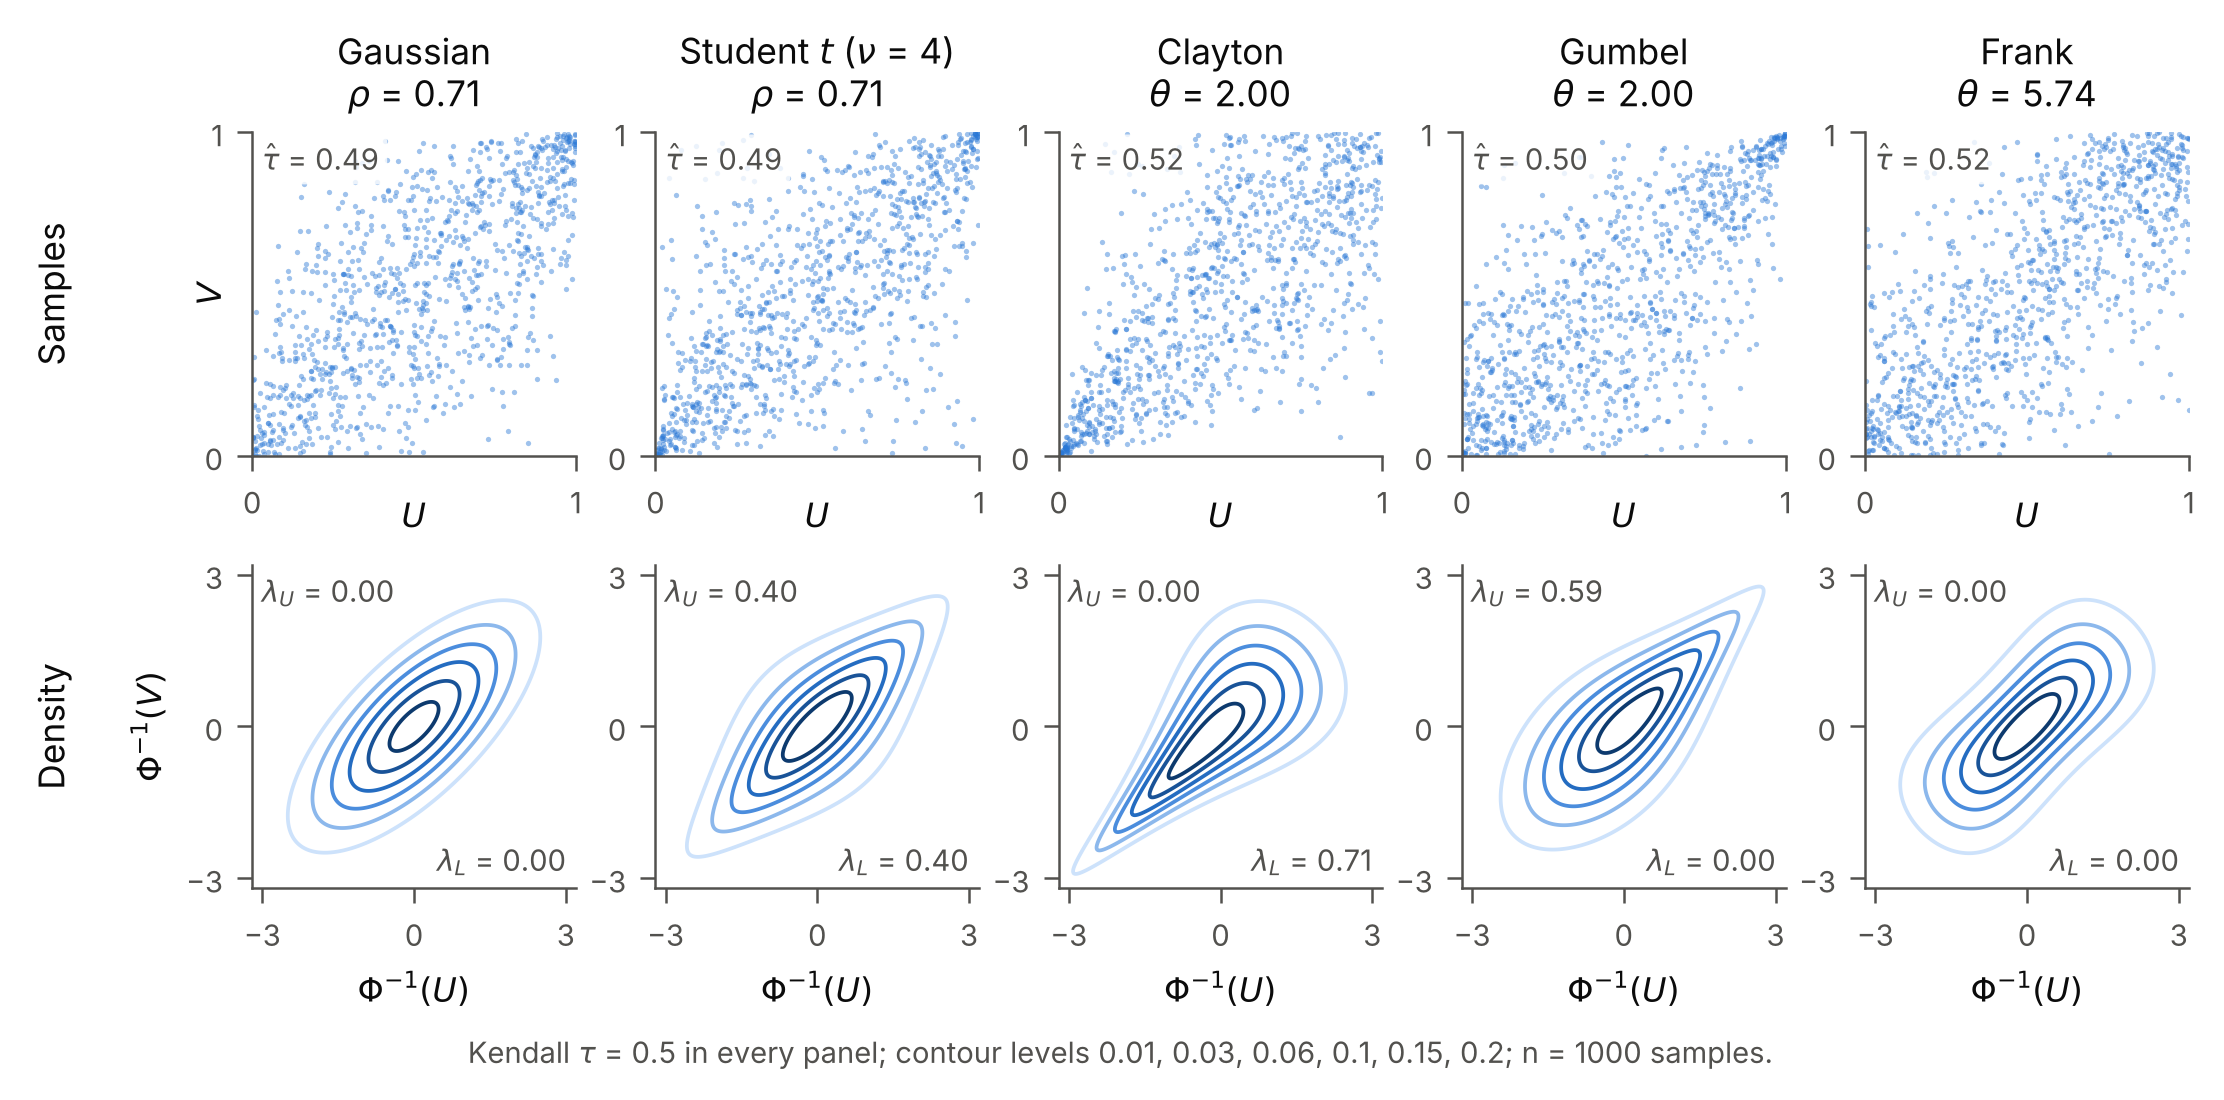 Gaussian
ρ = 0.71
Student t (ν = 4)
ρ = 0.71
Clayton
θ = 2.00
Gumbel
θ = 2.00
Frank
θ = 5.74
Samples
V
1
0
τ̂ = 0.49
0
1
U
1
0
τ̂ = 0.49
0
1
U
1
0
τ̂ = 0.52
0
1
U
1
0
τ̂ = 0.50
0
1
U
1
0
τ̂ = 0.52
0
1
U
Density
Φ⁻¹(V)
3
0
−3
λ_U = 0.00
λ_L = 0.00
−3
0
3
Φ⁻¹(U)
3
0
−3
λ_U = 0.40
λ_L = 0.40
−3
0
3
Φ⁻¹(U)
3
0
−3
λ_U = 0.00
λ_L = 0.71
−3
0
3
Φ⁻¹(U)
3
0
−3
λ_U = 0.59
λ_L = 0.00
−3
0
3
Φ⁻¹(U)
3
0
−3
λ_U = 0.00
λ_L = 0.00
−3
0
3
Φ⁻¹(U)
Kendall τ = 0.5 in every panel; contour levels 0.01, 0.03, 0.06, 0.1, 0.15, 0.2; n = 1000 samples.